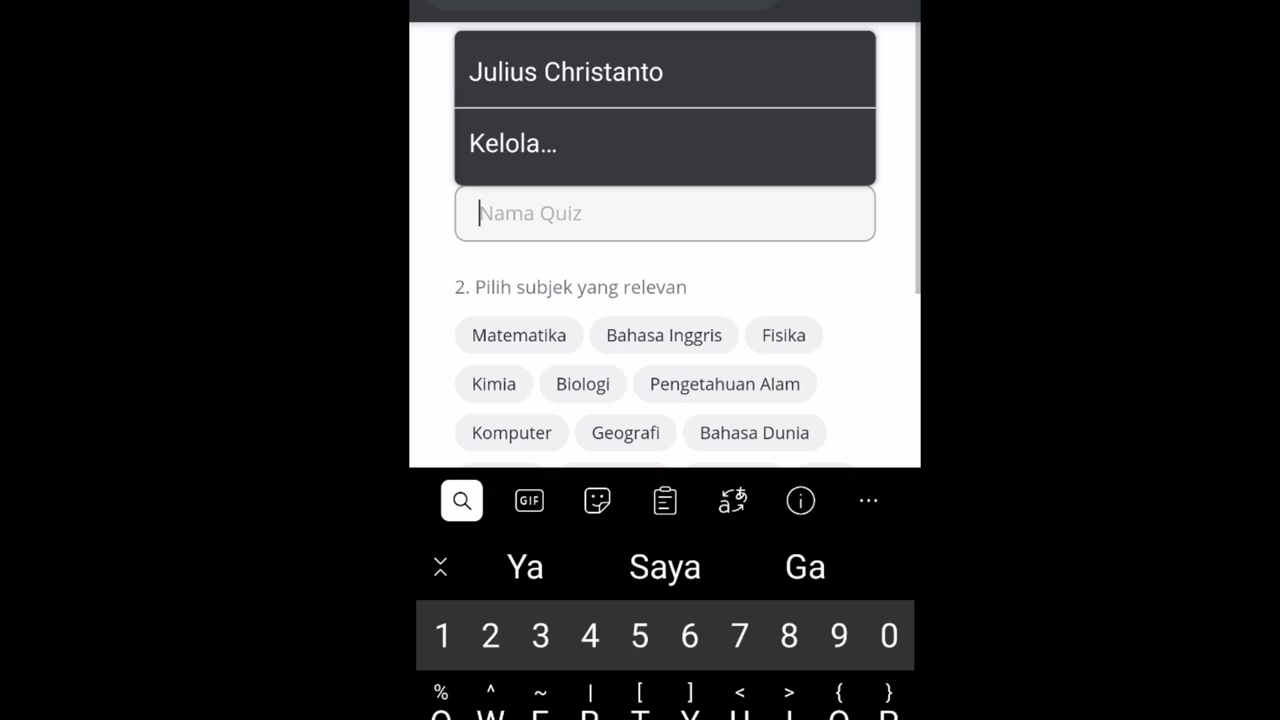 Julius Christanto
Kelola...
Nama Quiz
2. Pilih subjek yang relevan
Matematika Bahasa Inggris Fisika
Kimia Biologi Pengetahuan Alam
Komputer Geografi Bahasa Dunia
GIF
Ya Saya Ga
1 2 3 4 5 6 7 8 9 0
% ^ ~ | [ ] < > { }